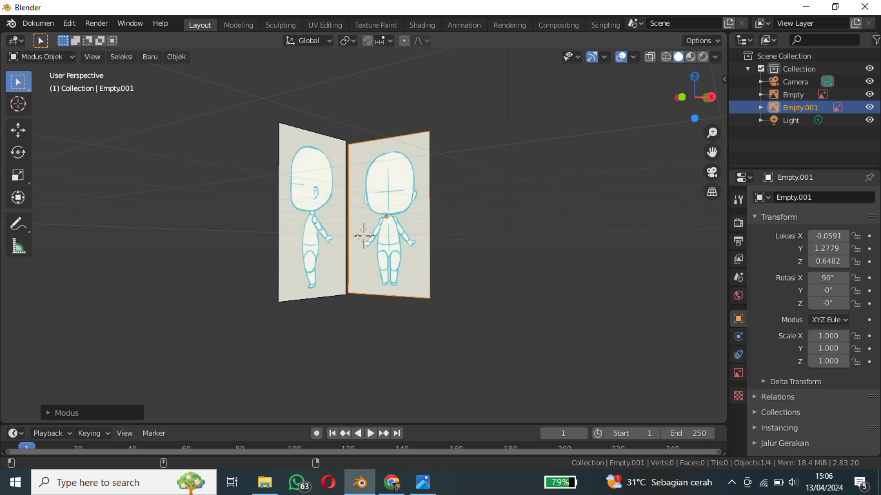 Blender
Dokumen Edit Render Window Help Layout Modeling Sculpting UV Editing Texture Paint Shading Animation Rendering Compositing Scripting Scene View Layer
Global Options
Modus Objek View Seleksi Baru Objek
User Perspective
(1) Collection | Empty.001
Z
X
Modus
Playback Keying View Marker 1 Start 1 End 250
1 20 40 60 80 100 120 140 160 180 200 220 240
Scene Collection
Collection
Camera
Empty
Empty.001
Light
Empty.001
Empty.001
Transform
Lokasi X -0.0591
Y 1.2779
Z 0.6482
Rotasi X 90°
Y -0°
Z -0°
Modus XYZ Eule
Scale X 1.000
Y 1.000
Z 1.000
Delta Transform
Relations
Collections
Instancing
Jalur Gerakan
Collection | Empty.001 | Verts:0 | Faces:0 | Tris:0 | Objects:1/4 | Mem: 18.4 MiB | 2.83.20
Type here to search 63 79% 31°C Sebagian cerah 15:06
13/04/2024 5